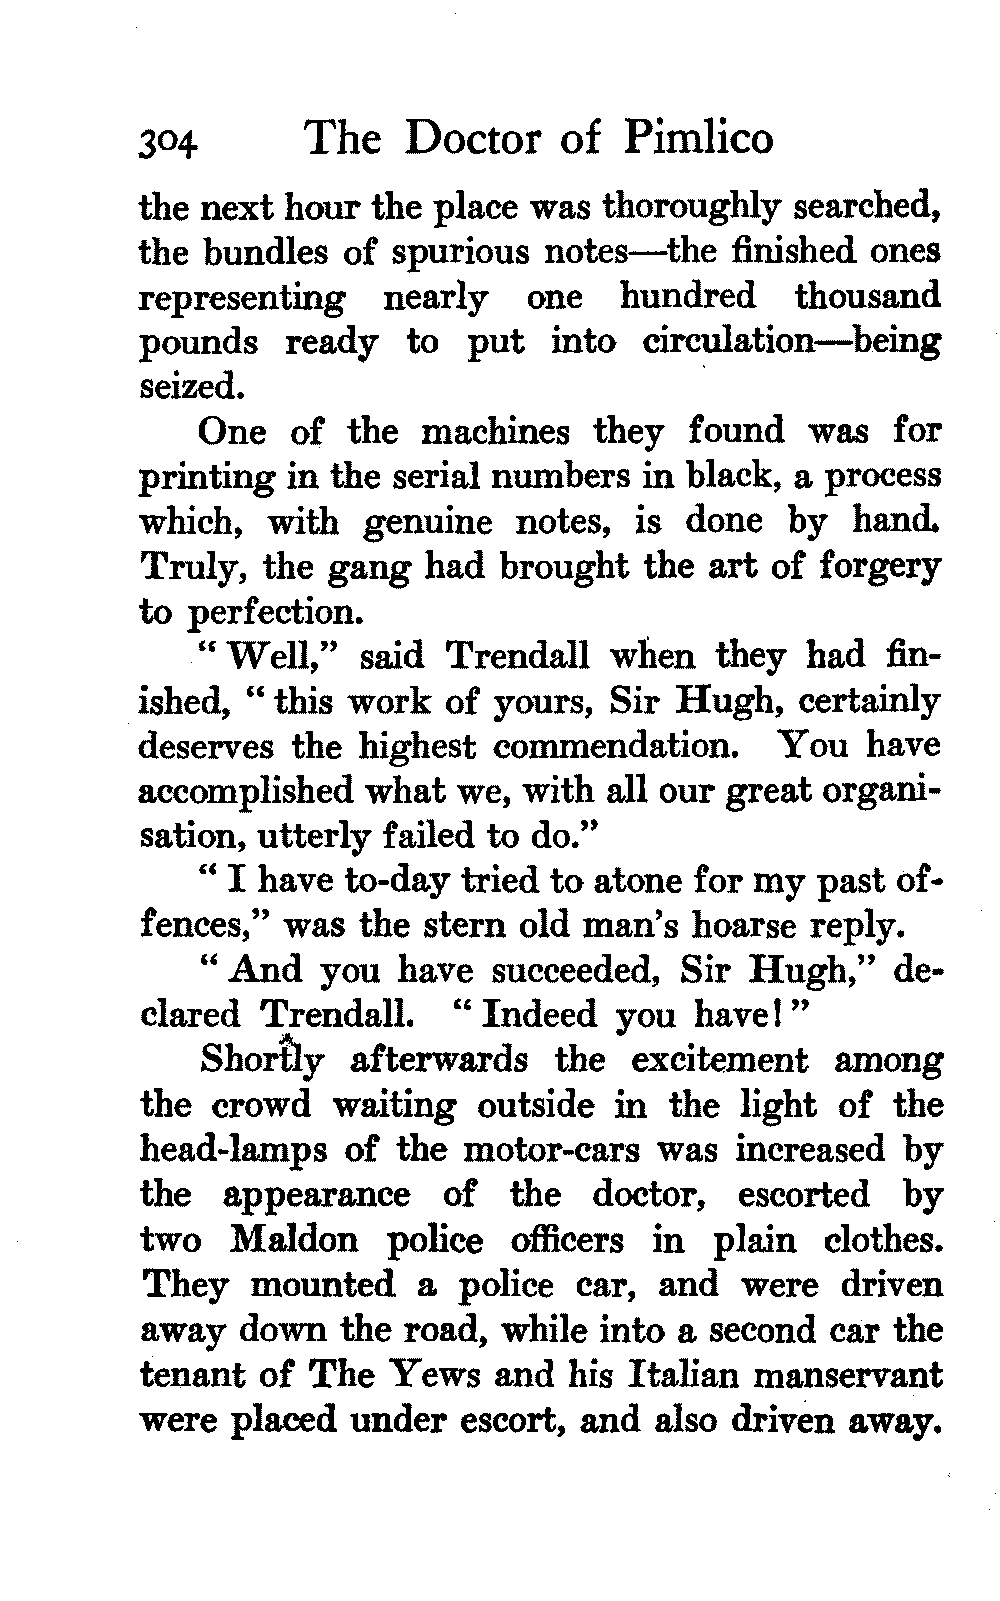 304 The Doctor of Pimlico
the next hour the place was thoroughly searched,
the bundles of spurious notes—the finished ones
representing nearly one hundred thousand
pounds ready to put into circulation—being
seized.
One of the machines they found was for
printing in the serial numbers in black, a process
which, with genuine notes, is done by hand.
Truly, the gang had brought the art of forgery
to perfection.
“ Well,” said Trendall when they had fin-
ished, “ this work of yours, Sir Hugh, certainly
deserves the highest commendation. You have
accomplished what we, with all our great organi-
sation, utterly failed to do.”
“ I have to-day tried to atone for my past of-
fences,” was the stern old man’s hoarse reply.
“ And you have succeeded, Sir Hugh,” de-
clared Trendall. “ Indeed you have! ”
Shortly afterwards the excitement among
the crowd waiting outside in the light of the
head-lamps of the motor-cars was increased by
the appearance of the doctor, escorted by
two Maldon police officers in plain clothes.
They mounted a police car, and were driven
away down the road, while into a second car the
tenant of The Yews and his Italian manservant
were placed under escort, and also driven away.